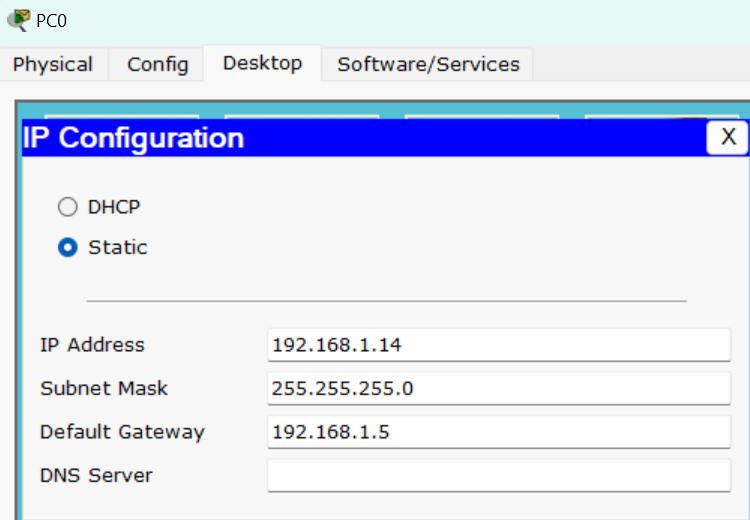 PC0
Physical Config Desktop Software/Services
IP Configuration X
DHCP
Static
IP Address 192.168.1.14
Subnet Mask 255.255.255.0
Default Gateway 192.168.1.5
DNS Server